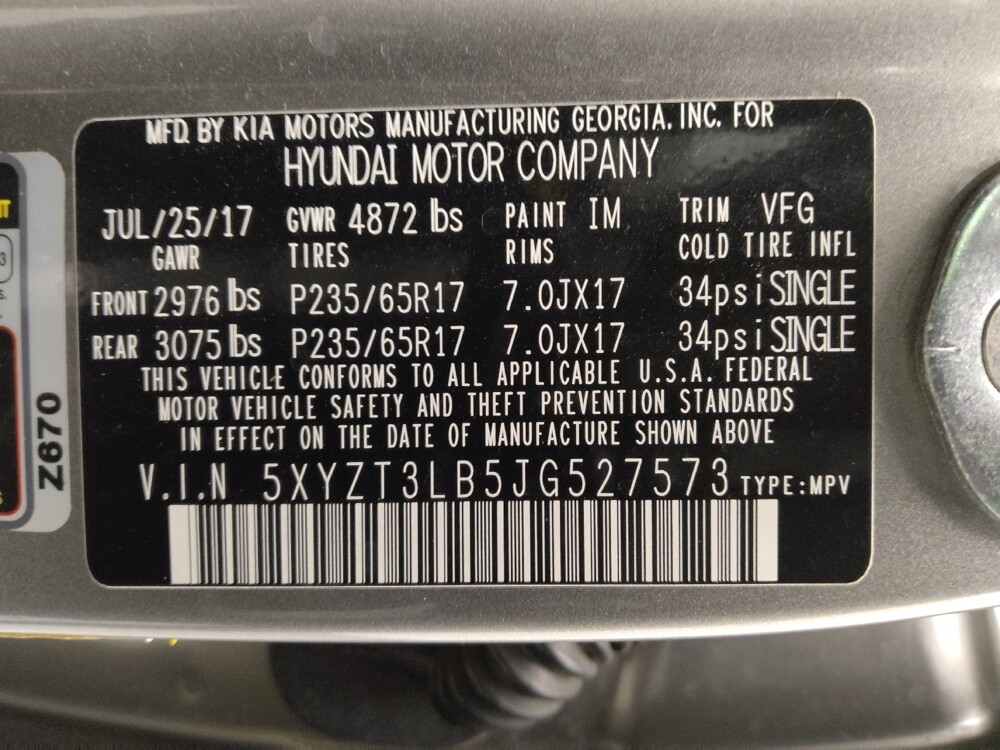 MFD. BY KIA MOTORS MANUFACTURING GEORGIA. INC. FOR
HYUNDAI MOTOR COMPANY
JUL/25/17 GVWR 4872 lbs PAINT IM TRIM VFG
GAWR TIRES RIMS COLD TIRE INFL
FRONT 2976 lbs P235/65R17 7.0JX17 34psi SINGLE
REAR 3075 lbs P235/65R17 7.0JX17 34psi SINGLE
THIS VEHICLE CONFORMS TO ALL APPLICABLE U.S.A. FEDERAL
MOTOR VEHICLE SAFETY AND THEFT PREVENTION STANDARDS
IN EFFECT ON THE DATE OF MANUFACTURE SHOWN ABOVE
V.I.N 5XYZT3LB5JG527573 TYPE:MPV
Z670